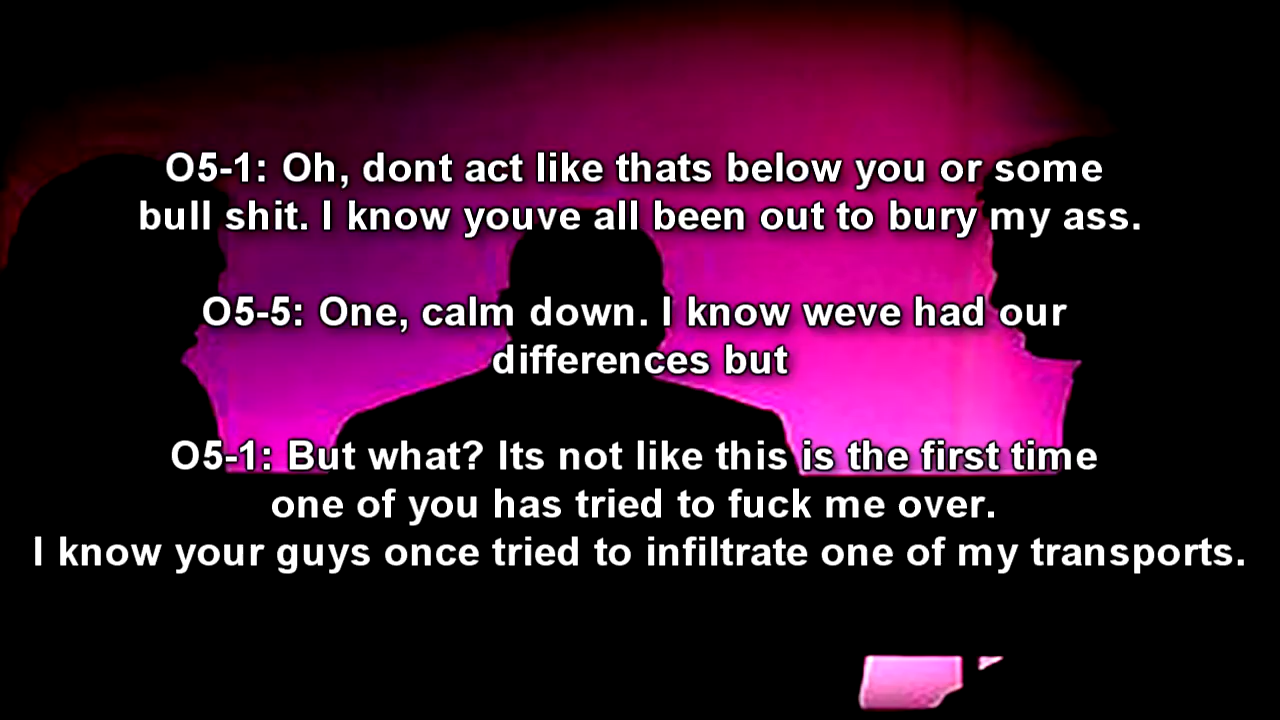 O5-1: Oh, dont act like thats below you or some
bull shit. I know youve all been out to bury my ass.
O5-5: One, calm down. I know weve had our
differences but
O5-1: But what? Its not like this is the first time
one of you has tried to fuck me over.
I know your guys once tried to infiltrate one of my transports.